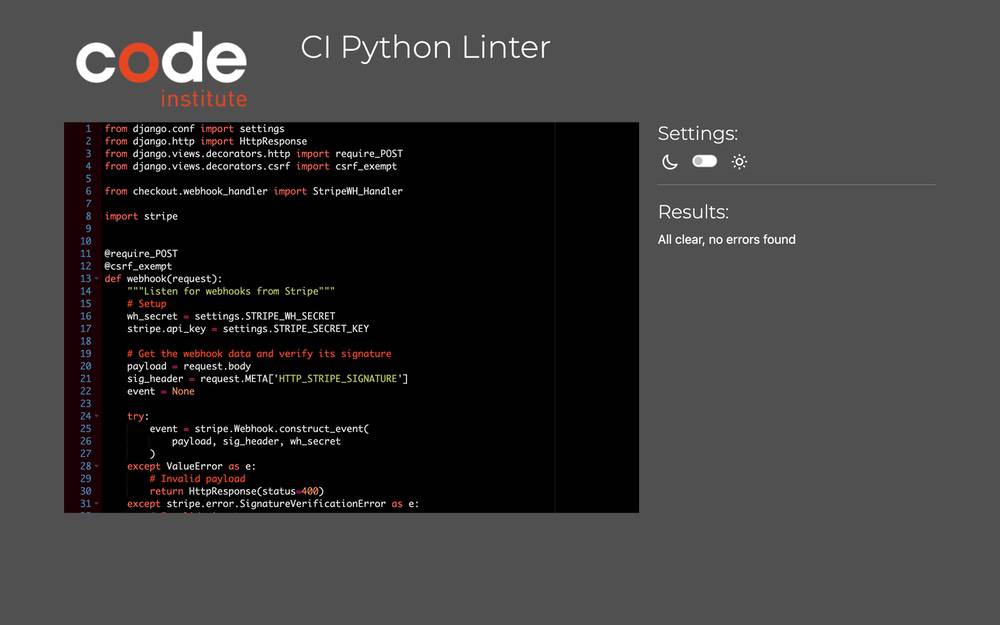 code
institute
CI Python Linter
1 from django.conf import settings
2 from django.http import HttpResponse
3 from django.views.decorators.http import require_POST
4 from django.views.decorators.csrf import csrf_exempt
5
6 from checkout.webhook_handler import StripeWH_Handler
7
8 import stripe
9
10
11 @require_POST
12 @csrf_exempt
13 def webhook(request):
14     """Listen for webhooks from Stripe"""
15     # Setup
16     wh_secret = settings.STRIPE_WH_SECRET
17     stripe.api_key = settings.STRIPE_SECRET_KEY
18
19     # Get the webhook data and verify its signature
20     payload = request.body
21     sig_header = request.META['HTTP_STRIPE_SIGNATURE']
22     event = None
23
24     try:
25         event = stripe.Webhook.construct_event(
26             payload, sig_header, wh_secret
27         )
28     except ValueError as e:
29         # Invalid payload
30         return HttpResponse(status=400)
31     except stripe.error.SignatureVerificationError as e:
Settings:
Results:
All clear, no errors found